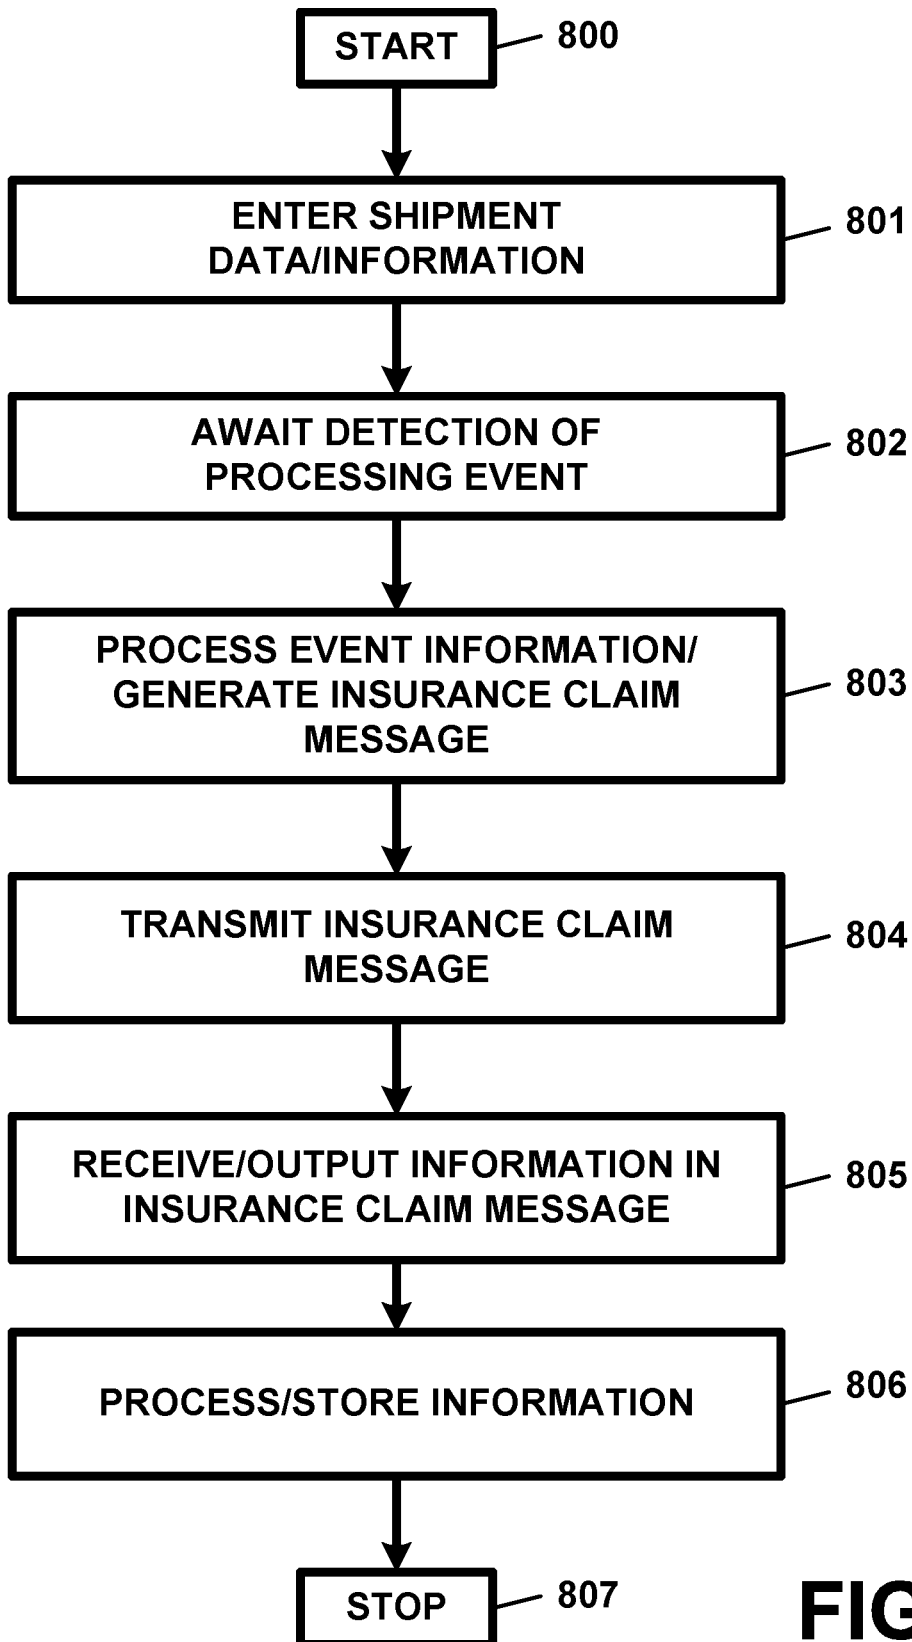 START
800
ENTER SHIPMENT
DATA/INFORMATION
801
AWAIT DETECTION OF
PROCESSING EVENT
802
PROCESS EVENT INFORMATION/
GENERATE INSURANCE CLAIM
MESSAGE
803
TRANSMIT INSURANCE CLAIM
MESSAGE
804
RECEIVE/OUTPUT INFORMATION IN
INSURANCE CLAIM MESSAGE
805
PROCESS/STORE INFORMATION
806
STOP
807
FIG